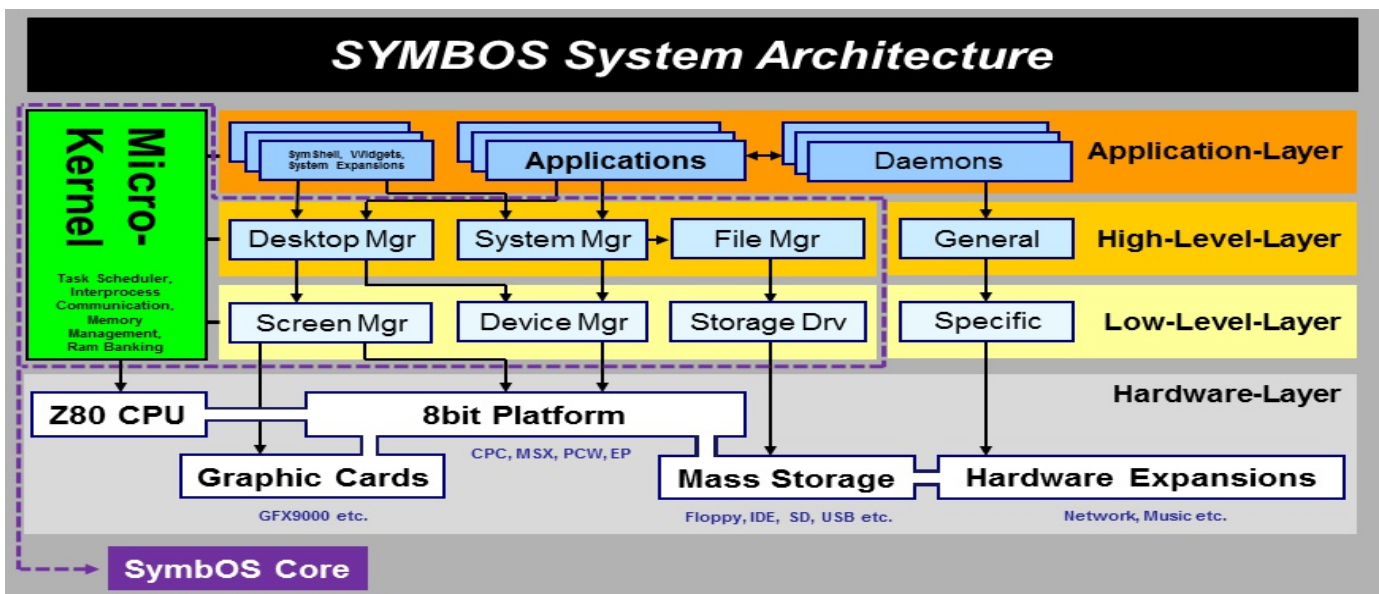 SYMBOS System Architecture
Micro-
Kernel
Task Scheduler,
Interprocess
Communication,
Memory
Management,
Ram Banking
SymShell, Widgets,
System Expansions
Applications
Daemons
Application-Layer
Desktop Mgr
System Mgr
File Mgr
General
High-Level-Layer
Screen Mgr
Device Mgr
Storage Drv
Specific
Low-Level-Layer
Hardware-Layer
Z80 CPU
8bit Platform
CPC, MSX, PCW, EP
Graphic Cards
Mass Storage
Hardware Expansions
GFX9000 etc.
Floppy, IDE, SD, USB etc.
Network, Music etc.
SymbOS Core